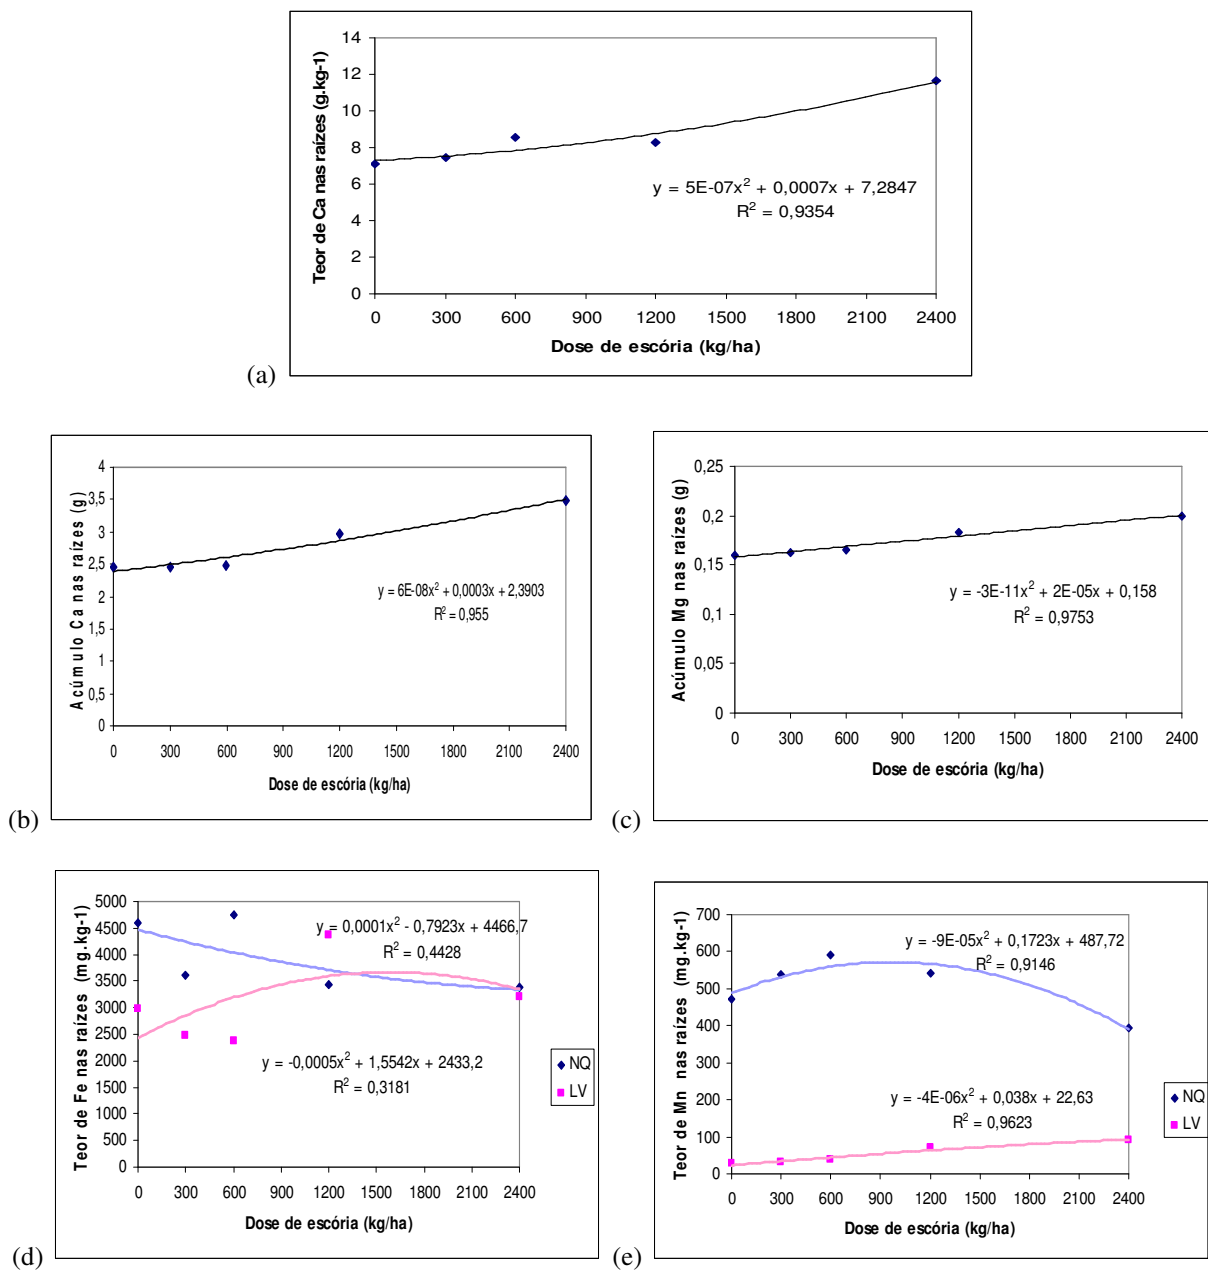 14
12
10
8
6
4
2
0
Teor de Ca nas raízes (g.kg-1)
y = 5E-07x² + 0,0007x + 7,2847
R² = 0,9354
0 300 600 900 1200 1500 1800 2100 2400
Dose de escória (kg/ha)
(a)
4
3,5
3
2,5
2
1,5
1
0,5
0
Acúmulo Ca nas raízes (g)
y = 6E-08x² + 0,0003x + 2,3903
R² = 0,955
0 300 600 900 1200 1500 1800 2100 2400
Dose de escória (kg/ha)
(b)
0,25
0,2
0,15
0,1
0,05
0
Acúmulo Mg nas raízes (g)
y = -3E-11x² + 2E-05x + 0,158
R² = 0,9753
0 300 600 900 1200 1500 1800 2100 2400
Dose de escória (kg/ha)
(c)
5000
4500
4000
3500
3000
2500
2000
1500
1000
500
0
Teor de Fe nas raízes (mg.kg-1)
y = 0,0001x² - 0,7923x + 4466,7
R² = 0,4428
y = -0,0005x² + 1,5542x + 2433,2
R² = 0,3181
NQ
LV
0 300 600 900 1200 1500 1800 2100 2400
Dose de escória (kg/ha)
(d)
700
600
500
400
300
200
100
0
Teor de Mn nas raízes (mg.kg-1)
y = -9E-05x² + 0,1723x + 487,72
R² = 0,9146
y = -4E-06x² + 0,038x + 22,63
R² = 0,9623
NQ
LV
0 300 600 900 1200 1500 1800 2100 2400
Dose de escória (kg/ha)
(e)